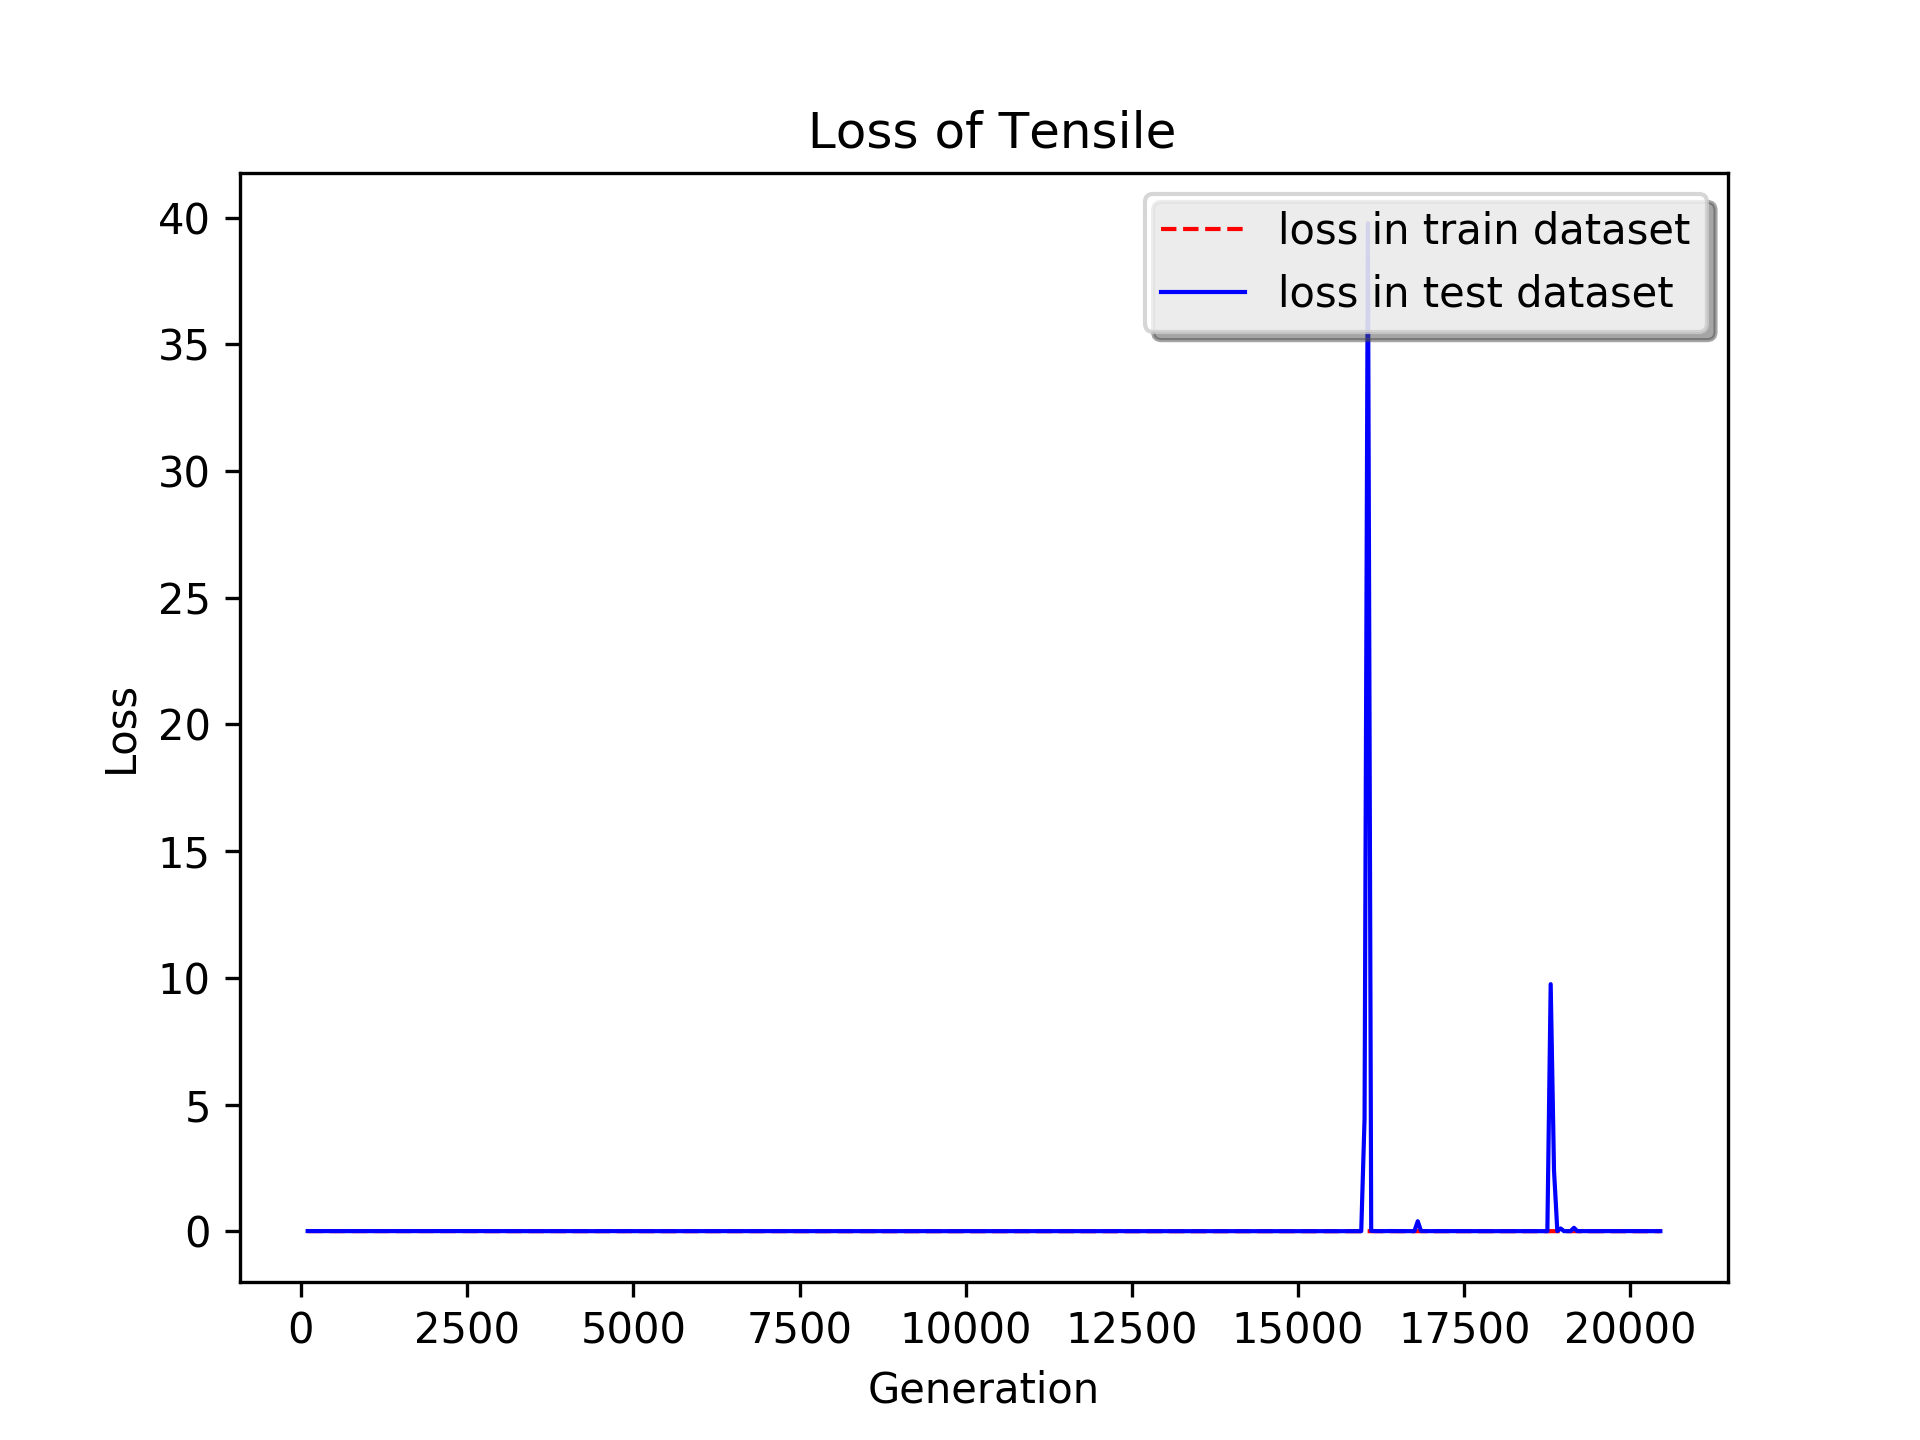 Loss of Tensile
loss in train dataset
loss in test dataset
40
35
30
25
20
15
10
5
0
Loss
0 2500 5000 7500 10000 12500 15000 17500 20000
Generation